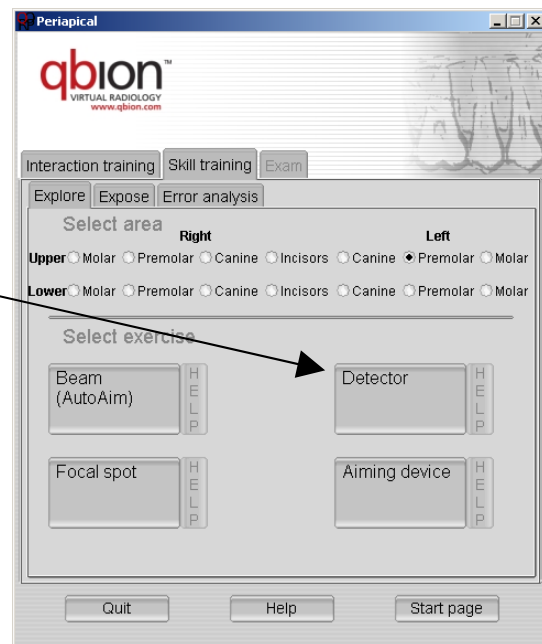 Periapical
qbion™
VIRTUAL RADIOLOGY
www.qbion.com
Interaction training Skill training Exam
Explore Expose Error analysis
Select area
Right Left
Upper Molar Premolar Canine Incisors Canine Premolar Molar
Lower Molar Premolar Canine Incisors Canine Premolar Molar
Select exercise
Beam
(AutoAim)
HELP
Detector
HELP
Focal spot
HELP
Aiming device
HELP
Quit Help Start page